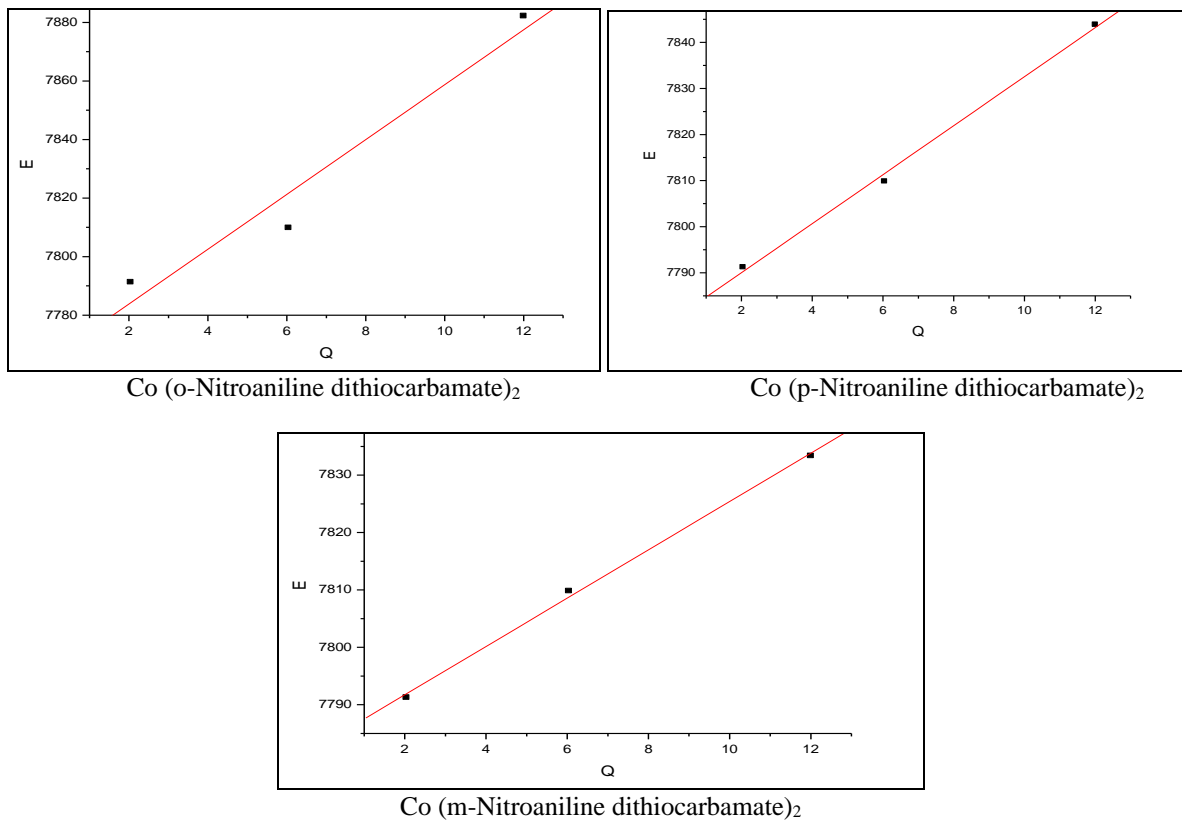 7880
7860
7840
7820
7800
7780
E
2 4 6 8 10 12
Q
Co (o-Nitroaniline dithiocarbamate)₂
7840
7830
7820
7810
7800
7790
E
2 4 6 8 10 12
Q
Co (p-Nitroaniline dithiocarbamate)₂
7830
7820
7810
7800
7790
E
2 4 6 8 10 12
Q
Co (m-Nitroaniline dithiocarbamate)₂